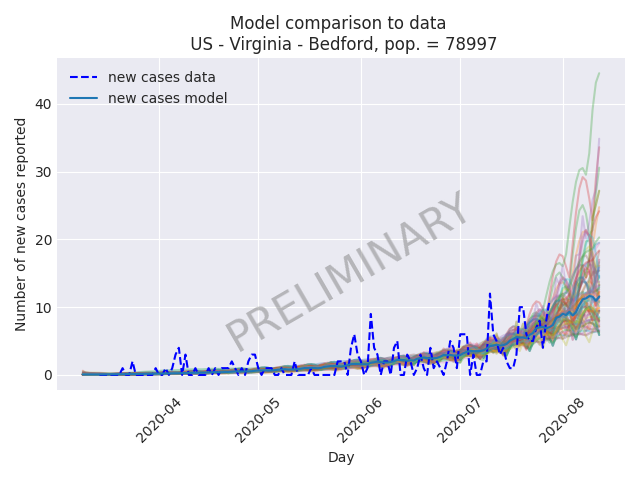 Model comparison to data
US - Virginia - Bedford, pop. = 78997
new cases data
new cases model
PRELIMINARY
Number of new cases reported
40
30
20
10
0
2020-04
2020-05
2020-06
2020-07
2020-08
Day